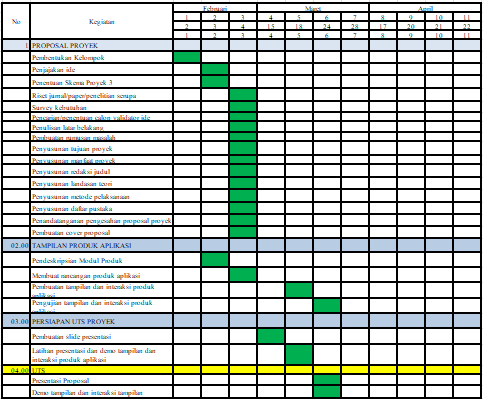 No Kegiatan Februari Maret April
1 2 3 4 5 6 7 8 9 10 11
2 3 4 15 18 24 28 17 20 21 22
1 2 3 4 5 6 7 8 9 10 11
1 PROPOSAL PROYEK
Pembentukan Kelompok
Penjajakan ide
Penentuan Skema Proyek 3
Riset jurnal/paper/penelitian serupa
Survey kebutuhan
Pencarian/penentuan calon validator ide
Penulisan latar belakang
Pembuatan rumusan masalah
Penyusunan tujuan proyek
Penyusunan manfaat proyek
Penyusunan redaksi judul
Penyusunan landasan teori
Penyusunan metode pelaksanaan
Penyusunan daftar pustaka
Penandatanganan pengesahan proposal proyek
Pembuatan cover proposal
02.00 TAMPILAN PRODUK APLIKASI
Pendeskripsian Modul Produk
Membuat rancangan produk aplikasi
Pembuatan tampilan dan interaksi produk
aplikasi
Pengujian tampilan dan interaksi produk
aplikasi
03.00 PERSIAPAN UTS PROYEK
Pembuatan slide presentasi
Latihan presentasi dan demo tampilan dan
interaksi produk aplikasi
04.00 UTS
Presentasi Proposal
Demo tampilan dan interaksi tampilan